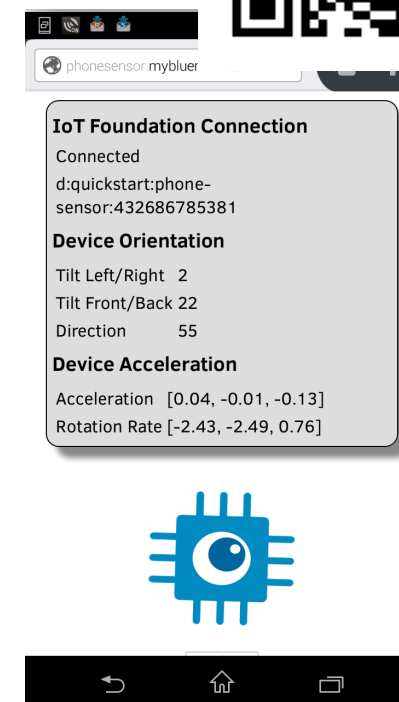 phonesensor.mybluer
IoT Foundation Connection
Connected
d:quickstart:phone-
sensor:432686785381
Device Orientation
Tilt Left/Right 2
Tilt Front/Back 22
Direction 55
Device Acceleration
Acceleration [0.04, -0.01, -0.13]
Rotation Rate [-2.43, -2.49, 0.76]